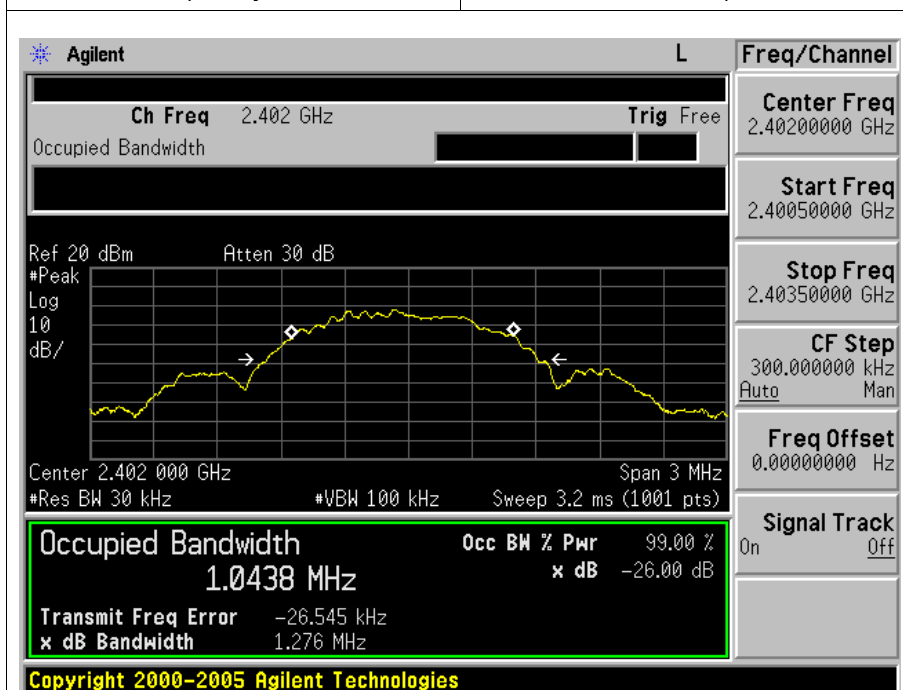 Agilent L Freq/Channel
Ch Freq 2.402 GHz Trig Free
Occupied Bandwidth
Center Freq
2.40200000 GHz
Start Freq
2.40050000 GHz
Stop Freq
2.40350000 GHz
CF Step
300.000000 kHz
Auto Man
Freq Offset
0.00000000 Hz
Signal Track
On Off
Ref 20 dBm Atten 30 dB
#Peak
Log
10
dB/
Center 2.402 000 GHz Span 3 MHz
#Res BW 30 kHz #VBW 100 kHz Sweep 3.2 ms (1001 pts)
Occupied Bandwidth Occ BW % Pwr 99.00 %
1.0438 MHz x dB -26.00 dB
Transmit Freq Error -26.545 kHz
x dB Bandwidth 1.276 MHz
Copyright 2000-2005 Agilent Technologies